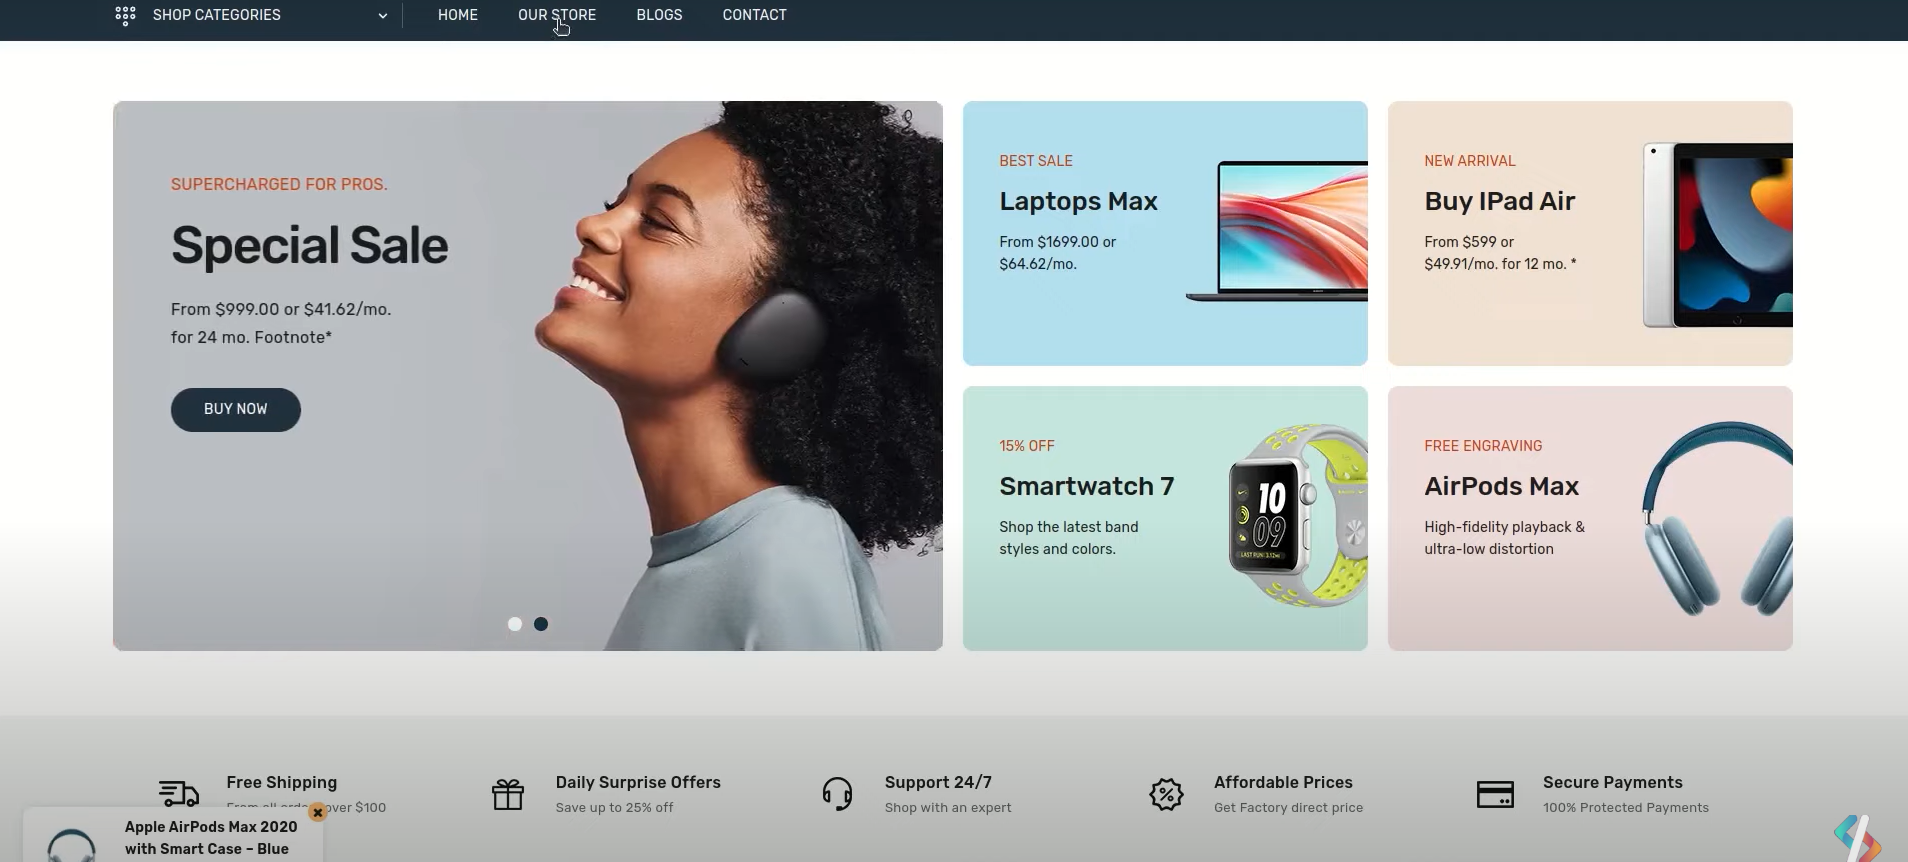 SHOP CATEGORIES
HOME
OUR STORE
BLOGS
CONTACT
SUPERCHARGED FOR PROS.
Special Sale
From $999.00 or $41.62/mo.
for 24 mo. Footnote*
BUY NOW
BEST SALE
Laptops Max
From $1699.00 or
$64.62/mo.
NEW ARRIVAL
Buy IPad Air
From $599 or
$49.91/mo. for 12 mo. *
15% OFF
Smartwatch 7
Shop the latest band
styles and colors.
10
09
FREE ENGRAVING
AirPods Max
High-fidelity playback &
ultra-low distortion
Free Shipping
From all over $100
Daily Surprise Offers
Save up to 25% off
Support 24/7
Shop with an expert
Affordable Prices
Get Factory direct price
Secure Payments
100% Protected Payments
Apple AirPods Max 2020
with Smart Case – Blue